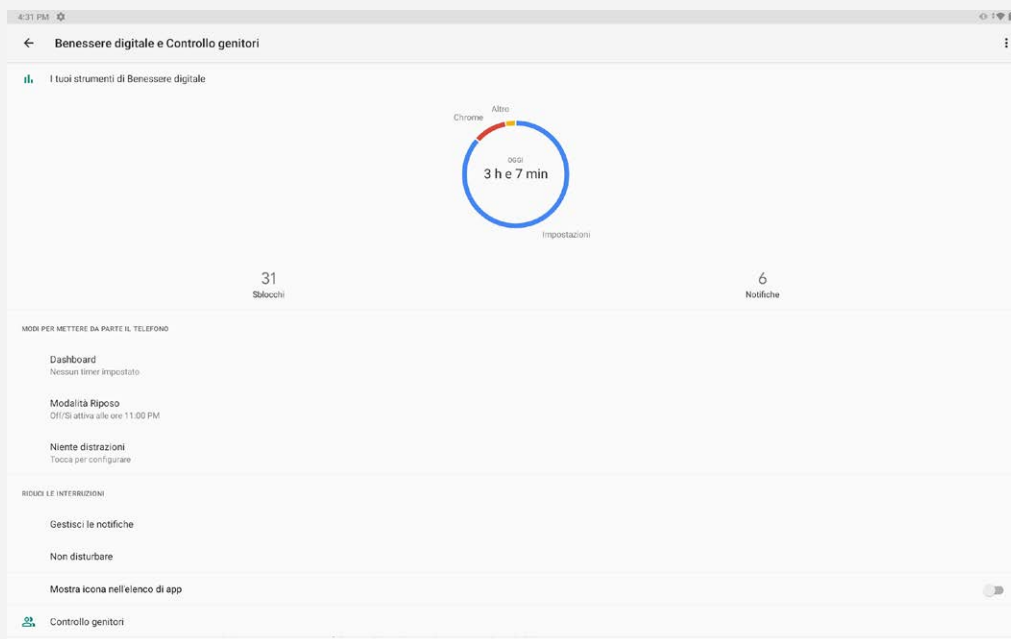 4:31 PM
Benessere digitale e Controllo genitori
I tuoi strumenti di Benessere digitale
Altro
Chrome
OGGI
3 h e 7 min
Impostazioni
31
Sblocchi
6
Notifiche
MODI PER METTERE DA PARTE IL TELEFONO
Dashboard
Nessun timer impostato
Modalità Riposo
Off/Si attiva alle ore 11:00 PM
Niente distrazioni
Tocca per configurare
RIDUCI LE INTERRUZIONI
Gestisci le notifiche
Non disturbare
Mostra icona nell'elenco di app
Controllo genitori